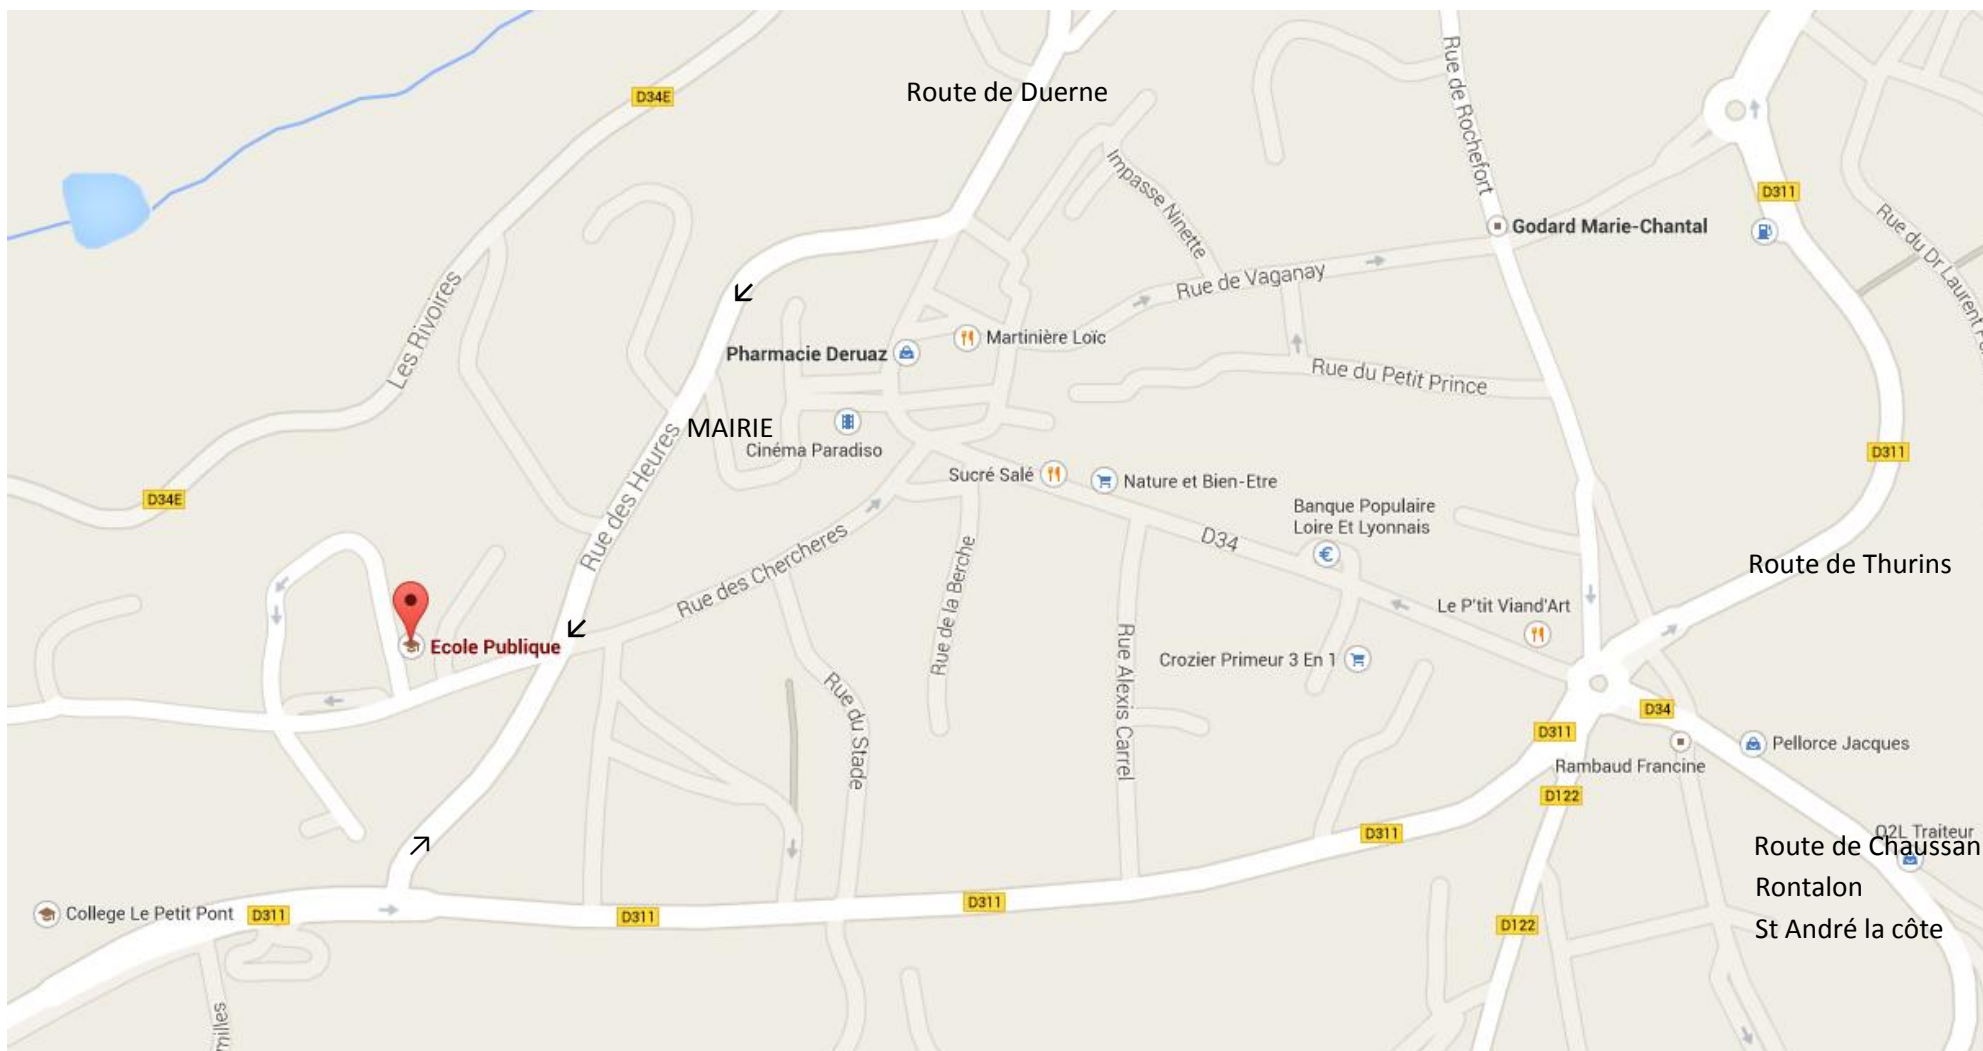 D34E
Route de Duerne
Rue de Rochefort
D311
Impasse Ninette
Godard Marie-Chantal
Rue du Dr Laurent
Rue de Vaganay
Les Rivoires
Martinière Loïc
Pharmacie Deruaz
Rue du Petit Prince
MAIRIE
Cinéma Paradiso
D311
Rue des Heures
Sucré Salé
Nature et Bien-Etre
D34E
Banque Populaire
Loire Et Lyonnais
D34
Route de Thurins
Rue des Chercheres
Rue de la Berche
Le P'tit Viand'Art
Ecole Publique
Crozier Primeur 3 En 1
Rue Alexis Carrel
Rue du Stade
D34
D311
Pellorce Jacques
Rambaud Francine
D122
D311
O2L Traiteur
Route de Chaussan
Rontalon
St André la côte
College Le Petit Pont
D311
D311
D311
D122